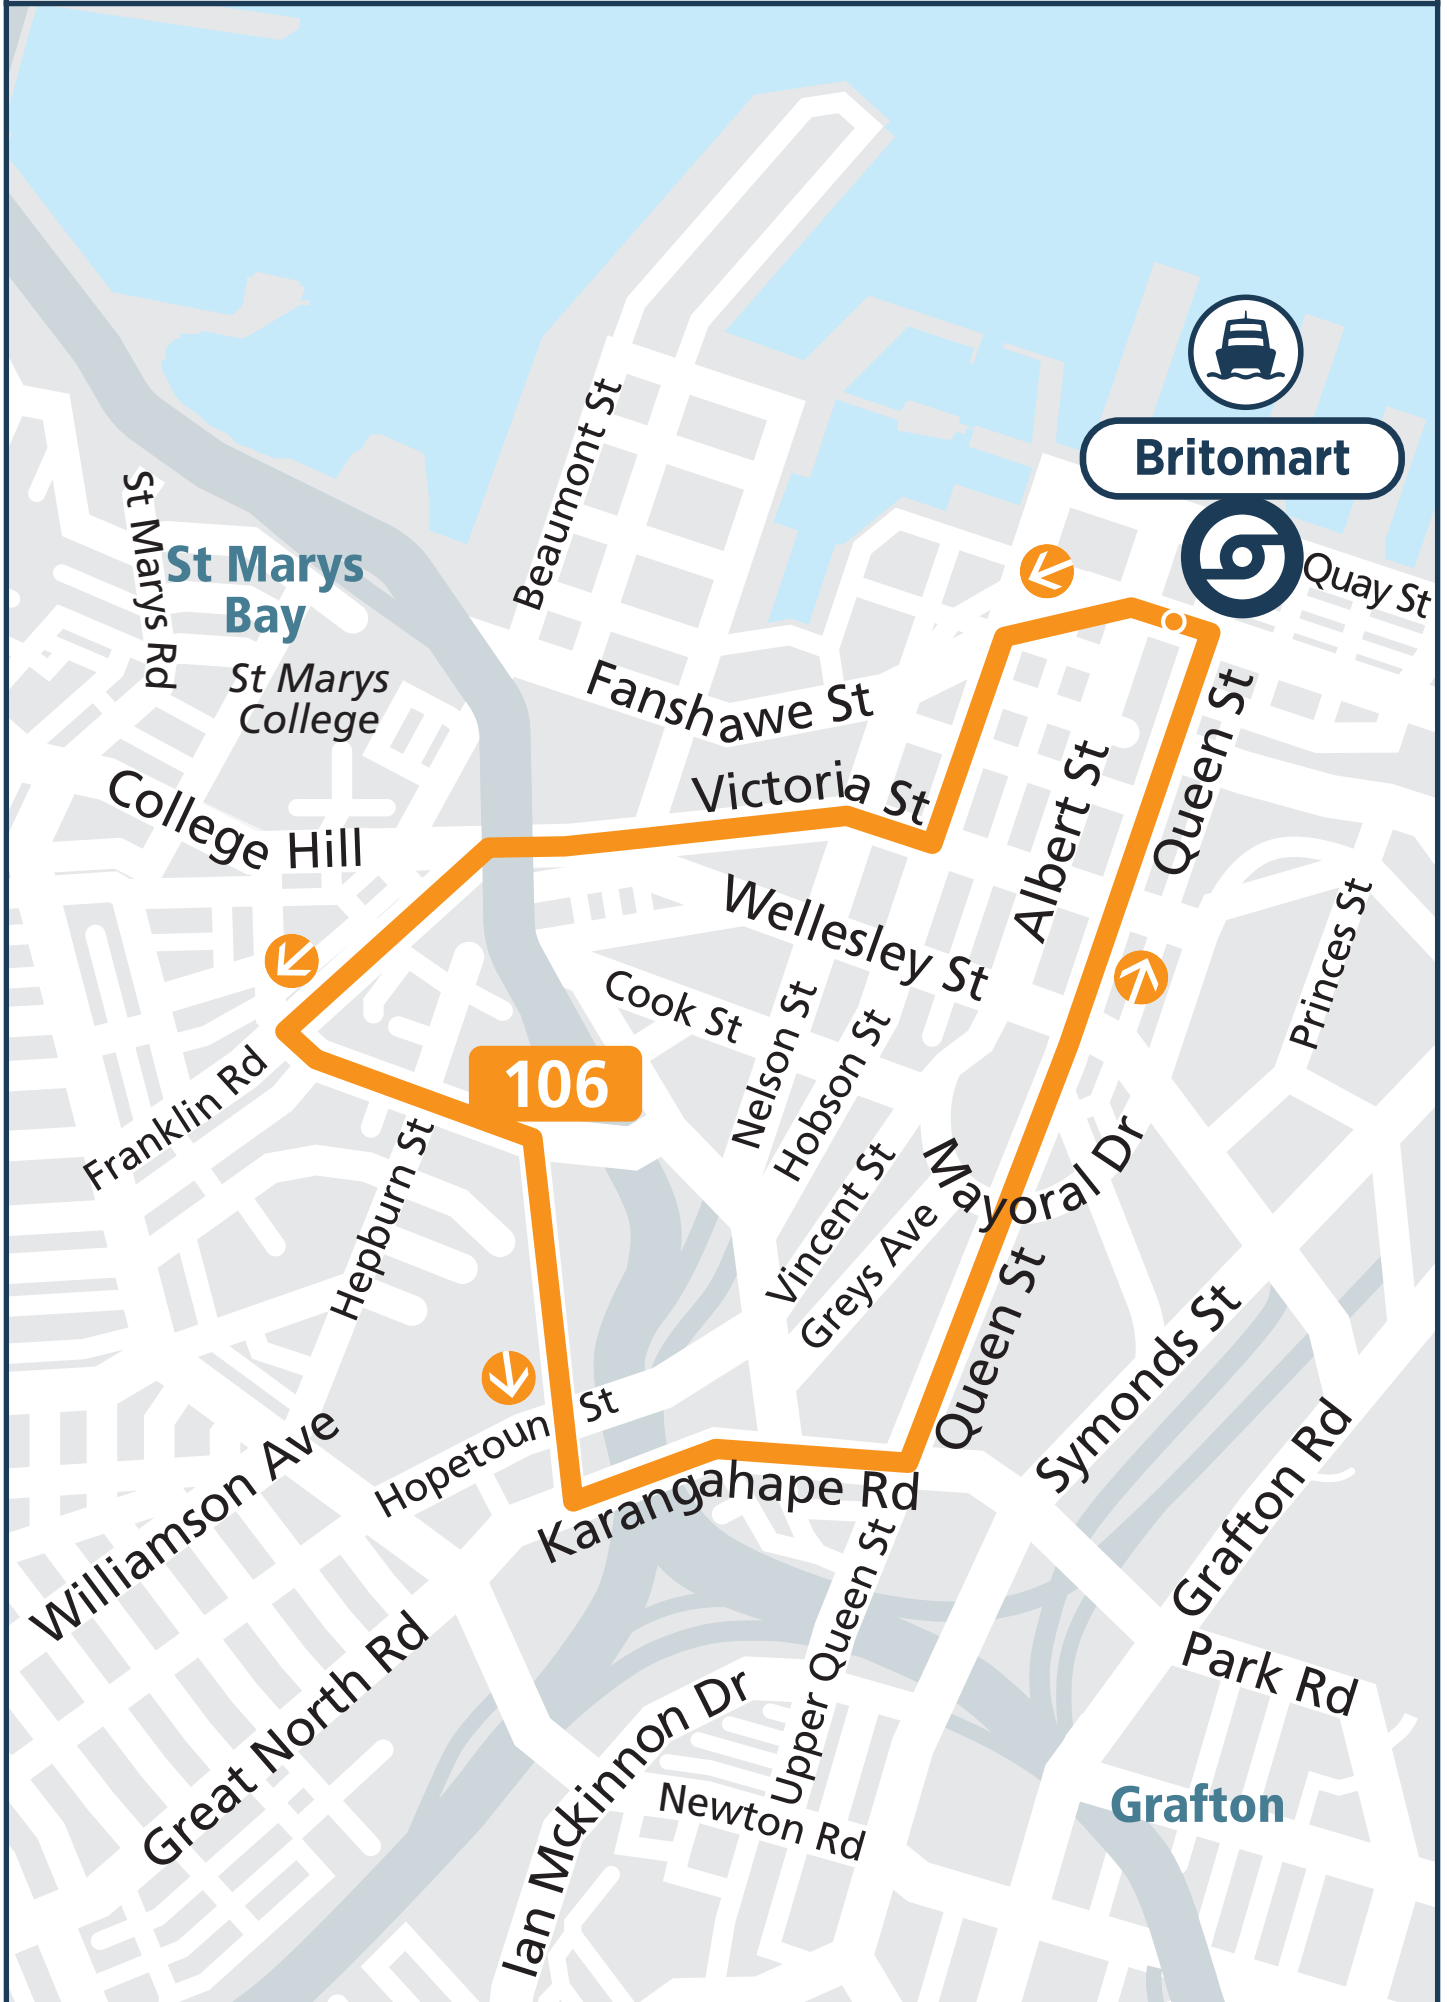 Britomart
Quay St
Beaumont St
St Marys Rd
St Marys
Bay
St Marys
College
Fanshawe St
Queen St
Albert St
Victoria St
College Hill
Wellesley St
Princes St
Cook St
Nelson St
Hobson St
Franklin Rd
106
Hepburn St
Vincent St
Greys Ave
Mayoral Dr
Queen St
Symonds St
Hopetoun St
Williamson Ave
Karangahape Rd
Grafton Rd
Upper Queen St
Great North Rd
Park Rd
Ian Mckinnon Dr
Newton Rd
Grafton